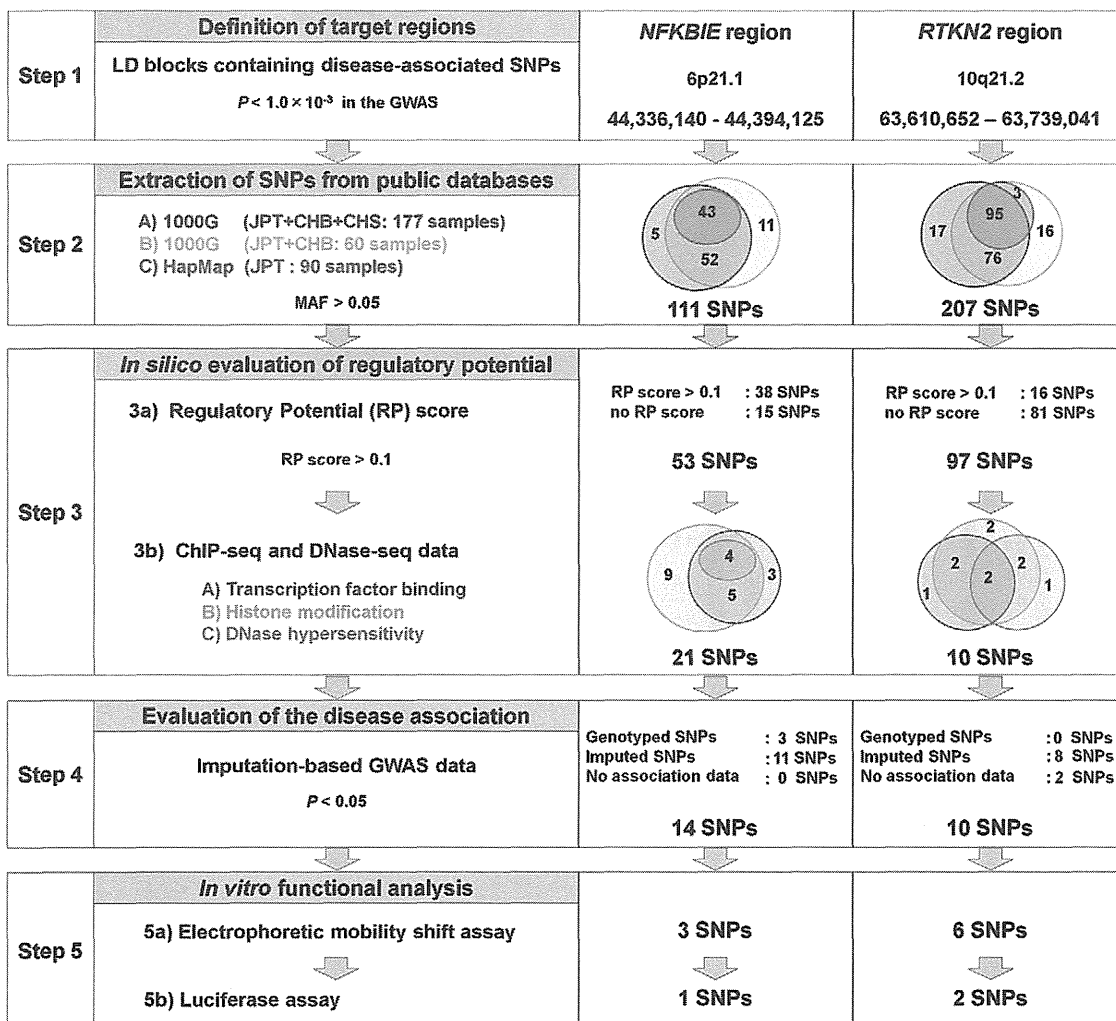 Definition of target regions
NFKBIE region
RTKN2 region
Step 1
LD blocks containing disease-associated SNPs
P < 1.0 × 10-3 in the GWAS
6p21.1
10q21.2
44,336,140 - 44,394,125
63,610,652 – 63,739,041
Step 2
Extraction of SNPs from public databases
A) 1000G (JPT+CHB+CHS: 177 samples)
B) 1000G (JPT+CHB: 60 samples)
C) HapMap (JPT : 90 samples)
MAF > 0.05
43
5
11
52
111 SNPs
3
95
17
16
76
207 SNPs
Step 3
In silico evaluation of regulatory potential
3a) Regulatory Potential (RP) score
RP score > 0.1
RP score > 0.1 : 38 SNPs
no RP score : 15 SNPs
53 SNPs
RP score > 0.1 : 16 SNPs
no RP score : 81 SNPs
97 SNPs
3b) ChIP-seq and DNase-seq data
A) Transcription factor binding
B) Histone modification
C) DNase hypersensitivity
4
9
3
5
21 SNPs
2
2
2
2
1
1
10 SNPs
Step 4
Evaluation of the disease association
Imputation-based GWAS data
P < 0.05
Genotyped SNPs : 3 SNPs
Imputed SNPs : 11 SNPs
No association data : 0 SNPs
14 SNPs
Genotyped SNPs : 0 SNPs
Imputed SNPs : 8 SNPs
No association data : 2 SNPs
10 SNPs
Step 5
In vitro functional analysis
5a) Electrophoretic mobility shift assay
3 SNPs
6 SNPs
5b) Luciferase assay
1 SNPs
2 SNPs